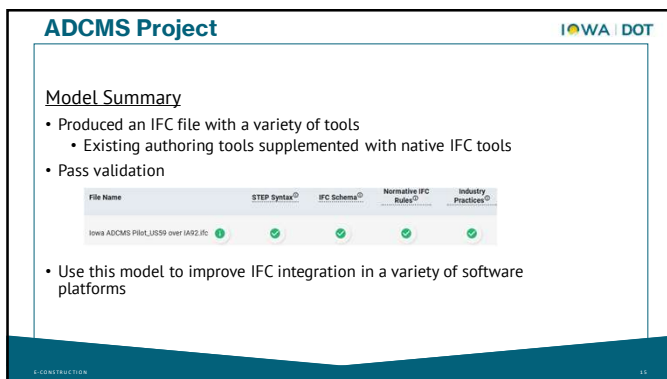 ADCMS Project
IOWA DOT
Model Summary
• Produced an IFC file with a variety of tools
• Existing authoring tools supplemented with native IFC tools
• Pass validation
File Name STEP Syntax IFC Schema Normative IFC Rules Industry Practices
Iowa ADCMS Pilot_US59 over IA92.ifc
• Use this model to improve IFC integration in a variety of software
platforms
E-CONSTRUCTION
15